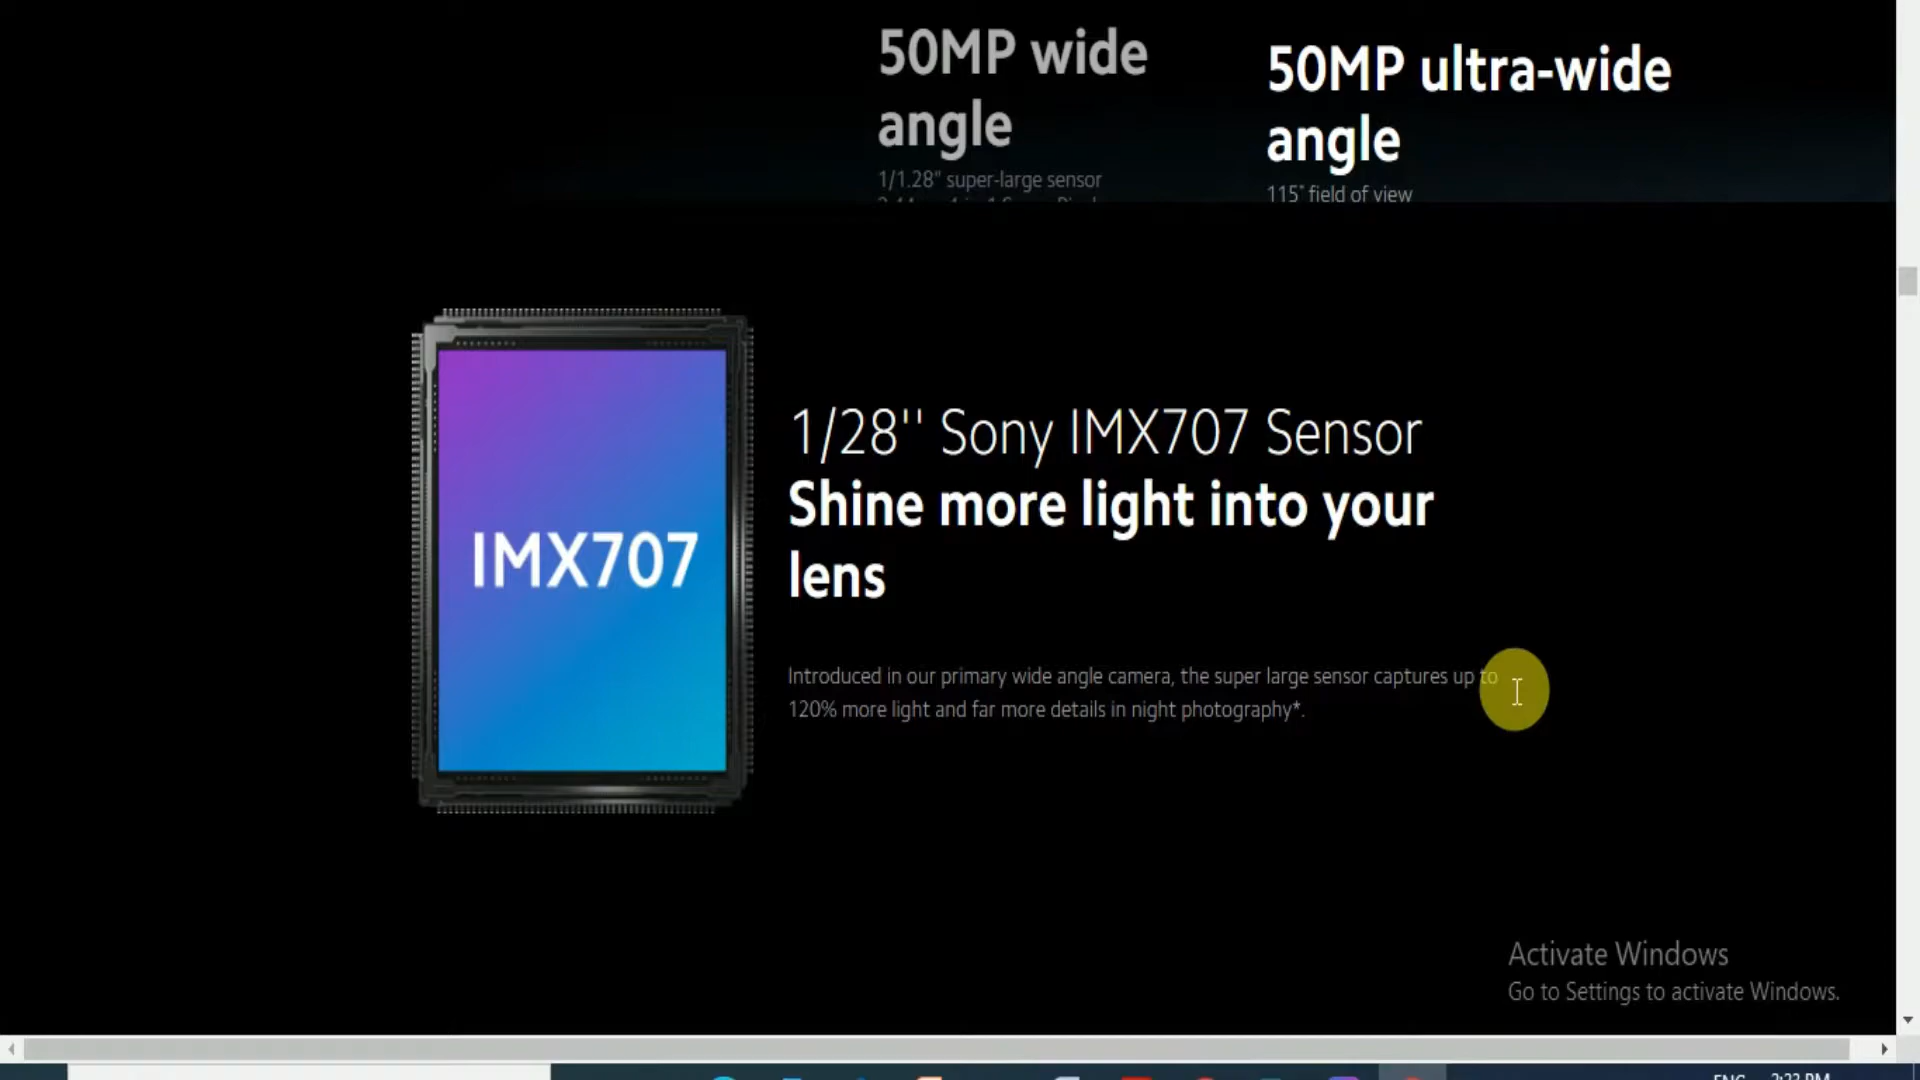 50MP wide
angle
1/1.28" super-large sensor
50MP ultra-wide
angle
115° field of view
IMX707
1/28'' Sony IMX707 Sensor
Shine more light into your
lens
Introduced in our primary wide angle camera, the super large sensor captures up to
120% more light and far more details in night photography*.
Activate Windows
Go to Settings to activate Windows.